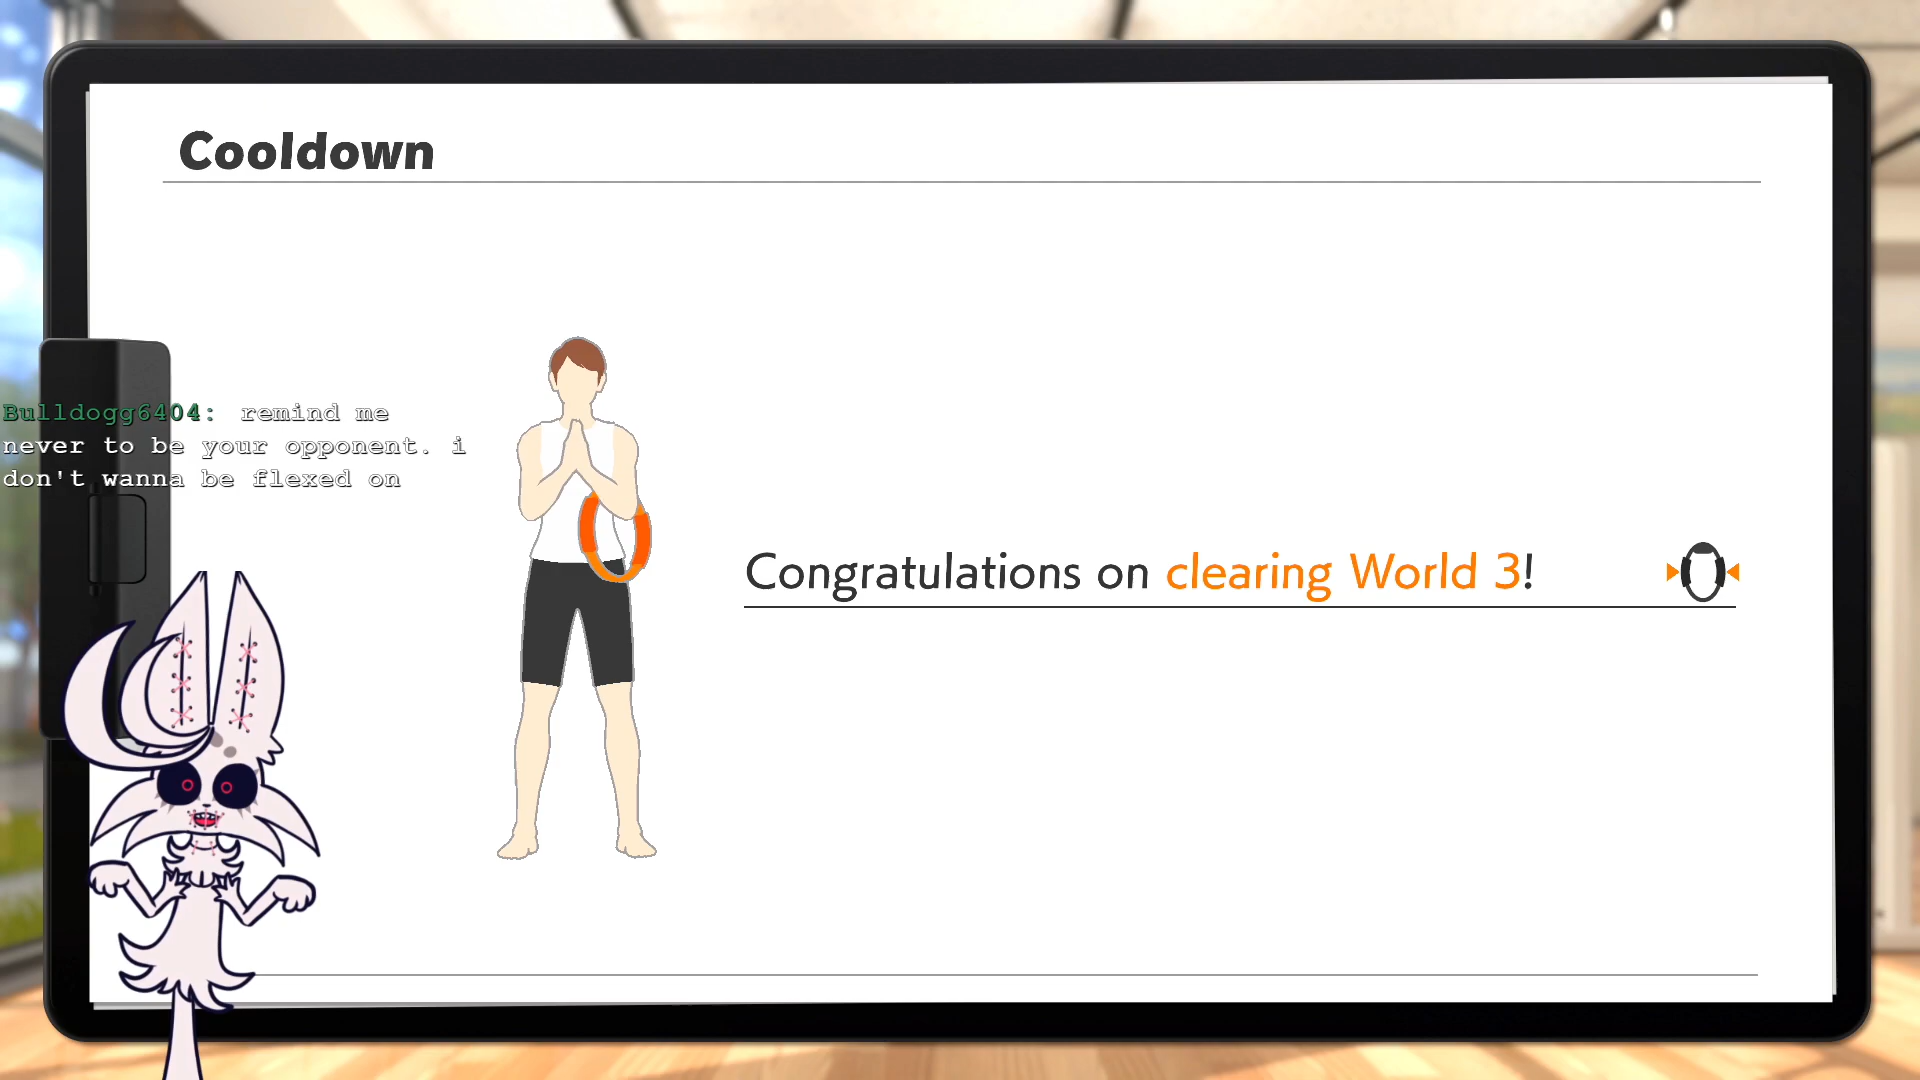 Cooldown
Bulldogg6404: remind me
never to be your opponent. i
don't wanna be flexed on
Congratulations on clearing World 3!